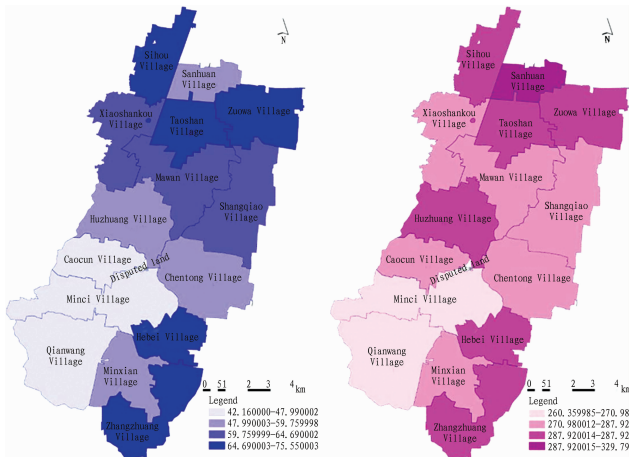 N
Sihou
Village
Sanhuan
Village
Xiaoshankou
Village
Taoshan
Village
Zuowa Village
Mawan Village
Shangqiao
Village
Huzhuang Village
Caocun Village
Disputed land
Chentong Village
Minci Village
Hebei Village
Qianwang
Village
Minxian
Village
Zhangzhuang
Village
0 51 2 3 4 km
Legend
42.160000-47.990002
47.990003-59.759998
59.759999-64.690002
64.690003-75.550003
N
Sihou
Village
Sanhuan
Village
Xiaoshankou
Village
Taoshan
Village
Zuowa Village
Mawan Village
Shangqiao
Village
Huzhuang Village
Caocun Village
Disputed land
Chentong Village
Minci Village
Hebei Village
Qianwang
Village
Minxian
Village
Zhangzhuang
Village
0 51 2 3 4 km
Legend
260.359985-270.98
270.980012-287.92
287.920014-287.92
287.920015-329.79